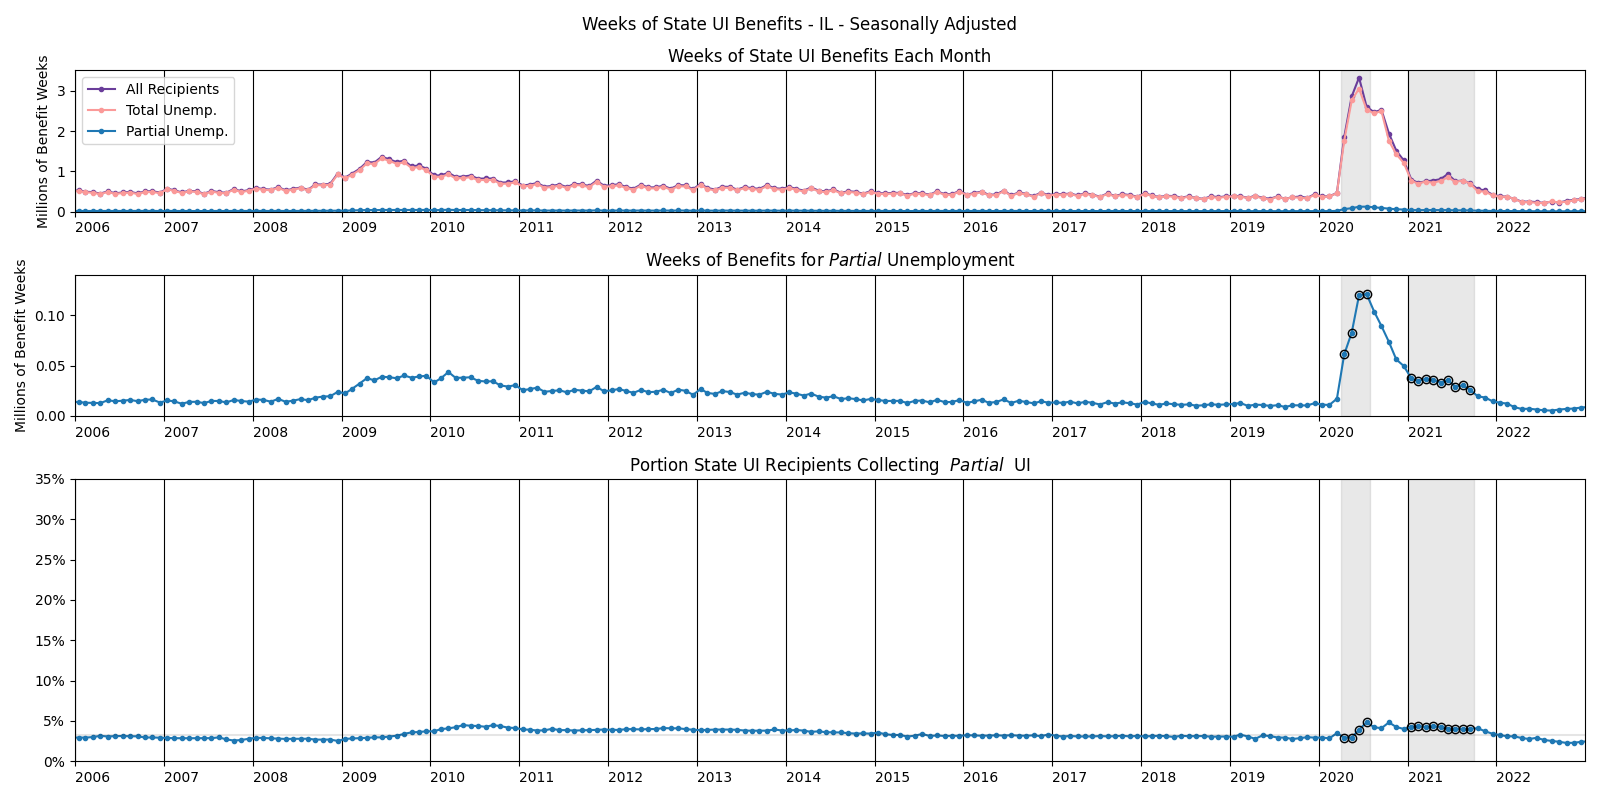 Weeks of State UI Benefits - IL - Seasonally Adjusted
Weeks of State UI Benefits Each Month
Millions of Benefit Weeks
3
2
1
0
All Recipients
Total Unemp.
Partial Unemp.
2006 2007 2008 2009 2010 2011 2012 2013 2014 2015 2016 2017 2018 2019 2020 2021 2022
Weeks of Benefits for Partial Unemployment
Millions of Benefit Weeks
0.10
0.05
0.00
2006 2007 2008 2009 2010 2011 2012 2013 2014 2015 2016 2017 2018 2019 2020 2021 2022
Portion State UI Recipients Collecting Partial UI
35%
30%
25%
20%
15%
10%
5%
0%
2006 2007 2008 2009 2010 2011 2012 2013 2014 2015 2016 2017 2018 2019 2020 2021 2022